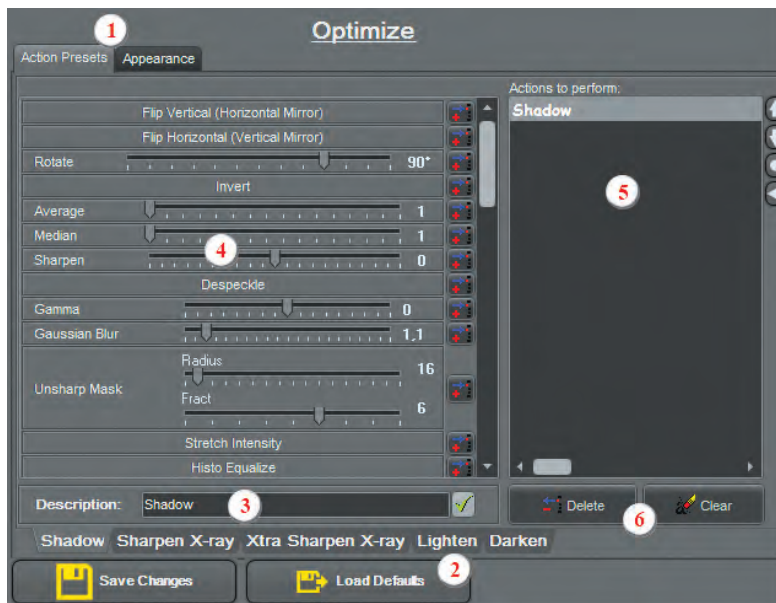 1
Optimize
Action Presets Appearance
Actions to perform:
Flip Vertical (Horizontal Mirror)
Shadow
Flip Horizontal (Vertical Mirror)
Rotate 90°
Invert
5
Average 1
Median 1
4
Sharpen 0
Despeckle
Gamma 0
Gaussian Blur 1,1
Unsharp Mask
Radius 16
Fract 6
Stretch Intensity
Histo Equalize
Description: Shadow 3
Delete 6 Clear
Shadow Sharpen X-ray Xtra Sharpen X-ray Lighten Darken
Save Changes Load Defaults 2